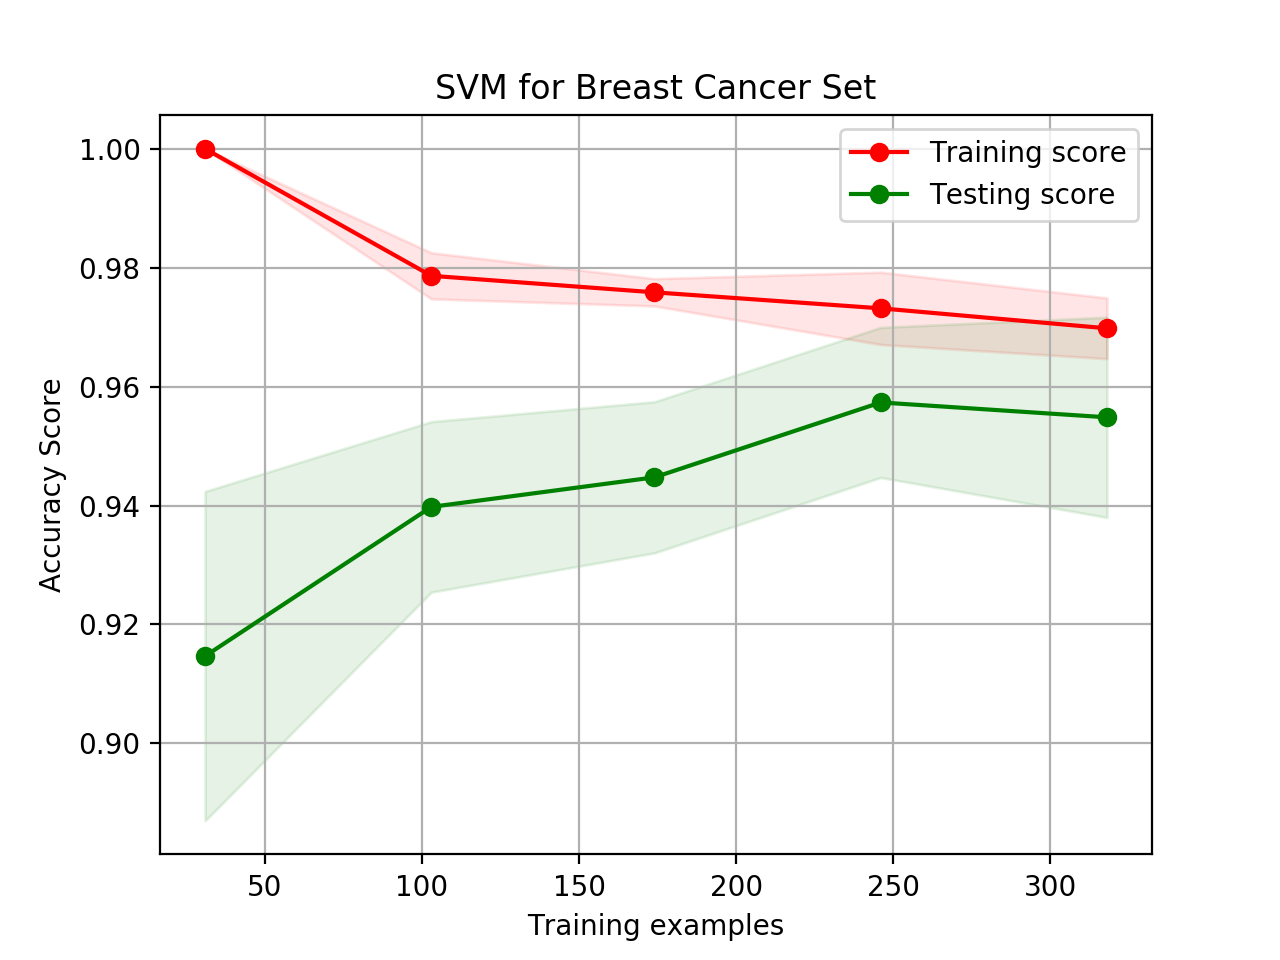 SVM for Breast Cancer Set
1.00
0.98
0.96
0.94
0.92
0.90
Accuracy Score
Training score
Testing score
50 100 150 200 250 300
Training examples